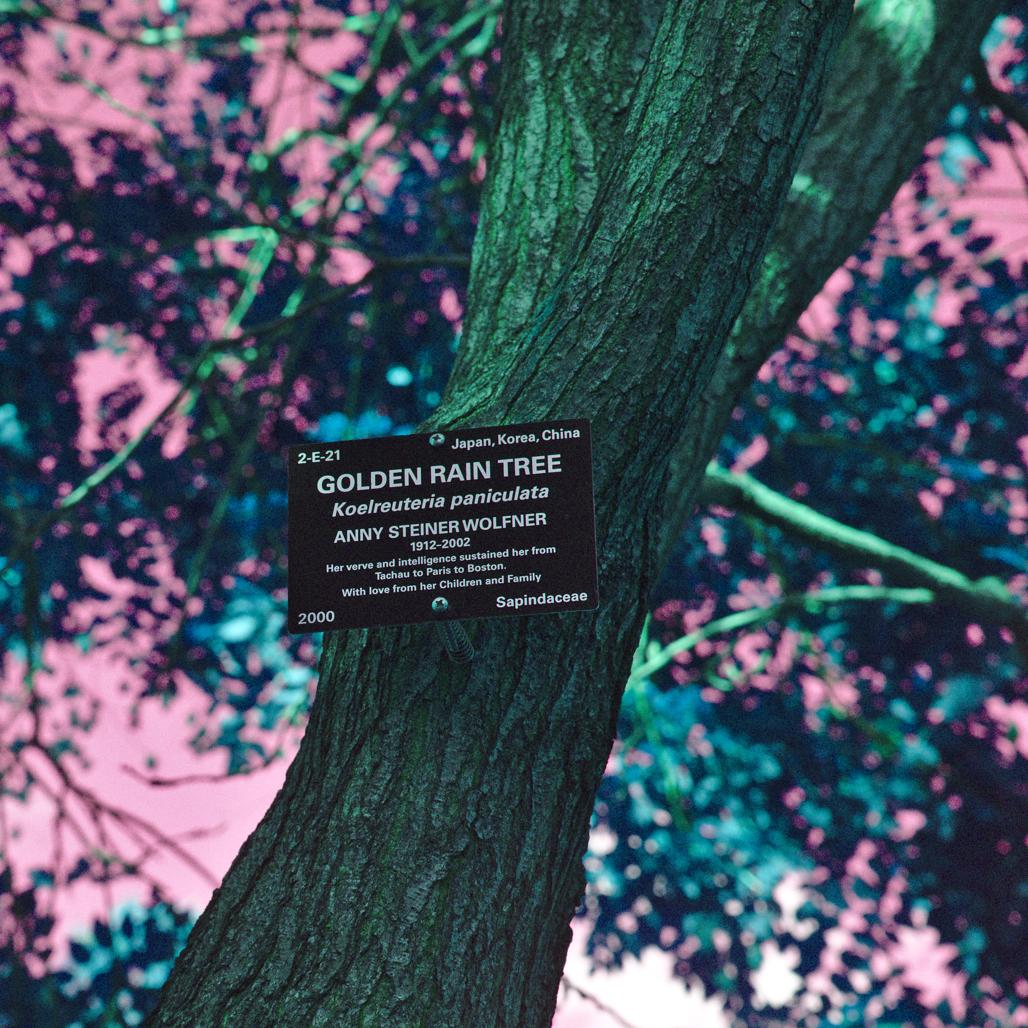 2-E-21
Japan, Korea, China
GOLDEN RAIN TREE
Koelreuteria paniculata
ANNY STEINER WOLFNER
1912–2002
Her verve and intelligence sustained her from
Tachau to Paris to Boston.
With love from her Children and Family
2000
Sapindaceae